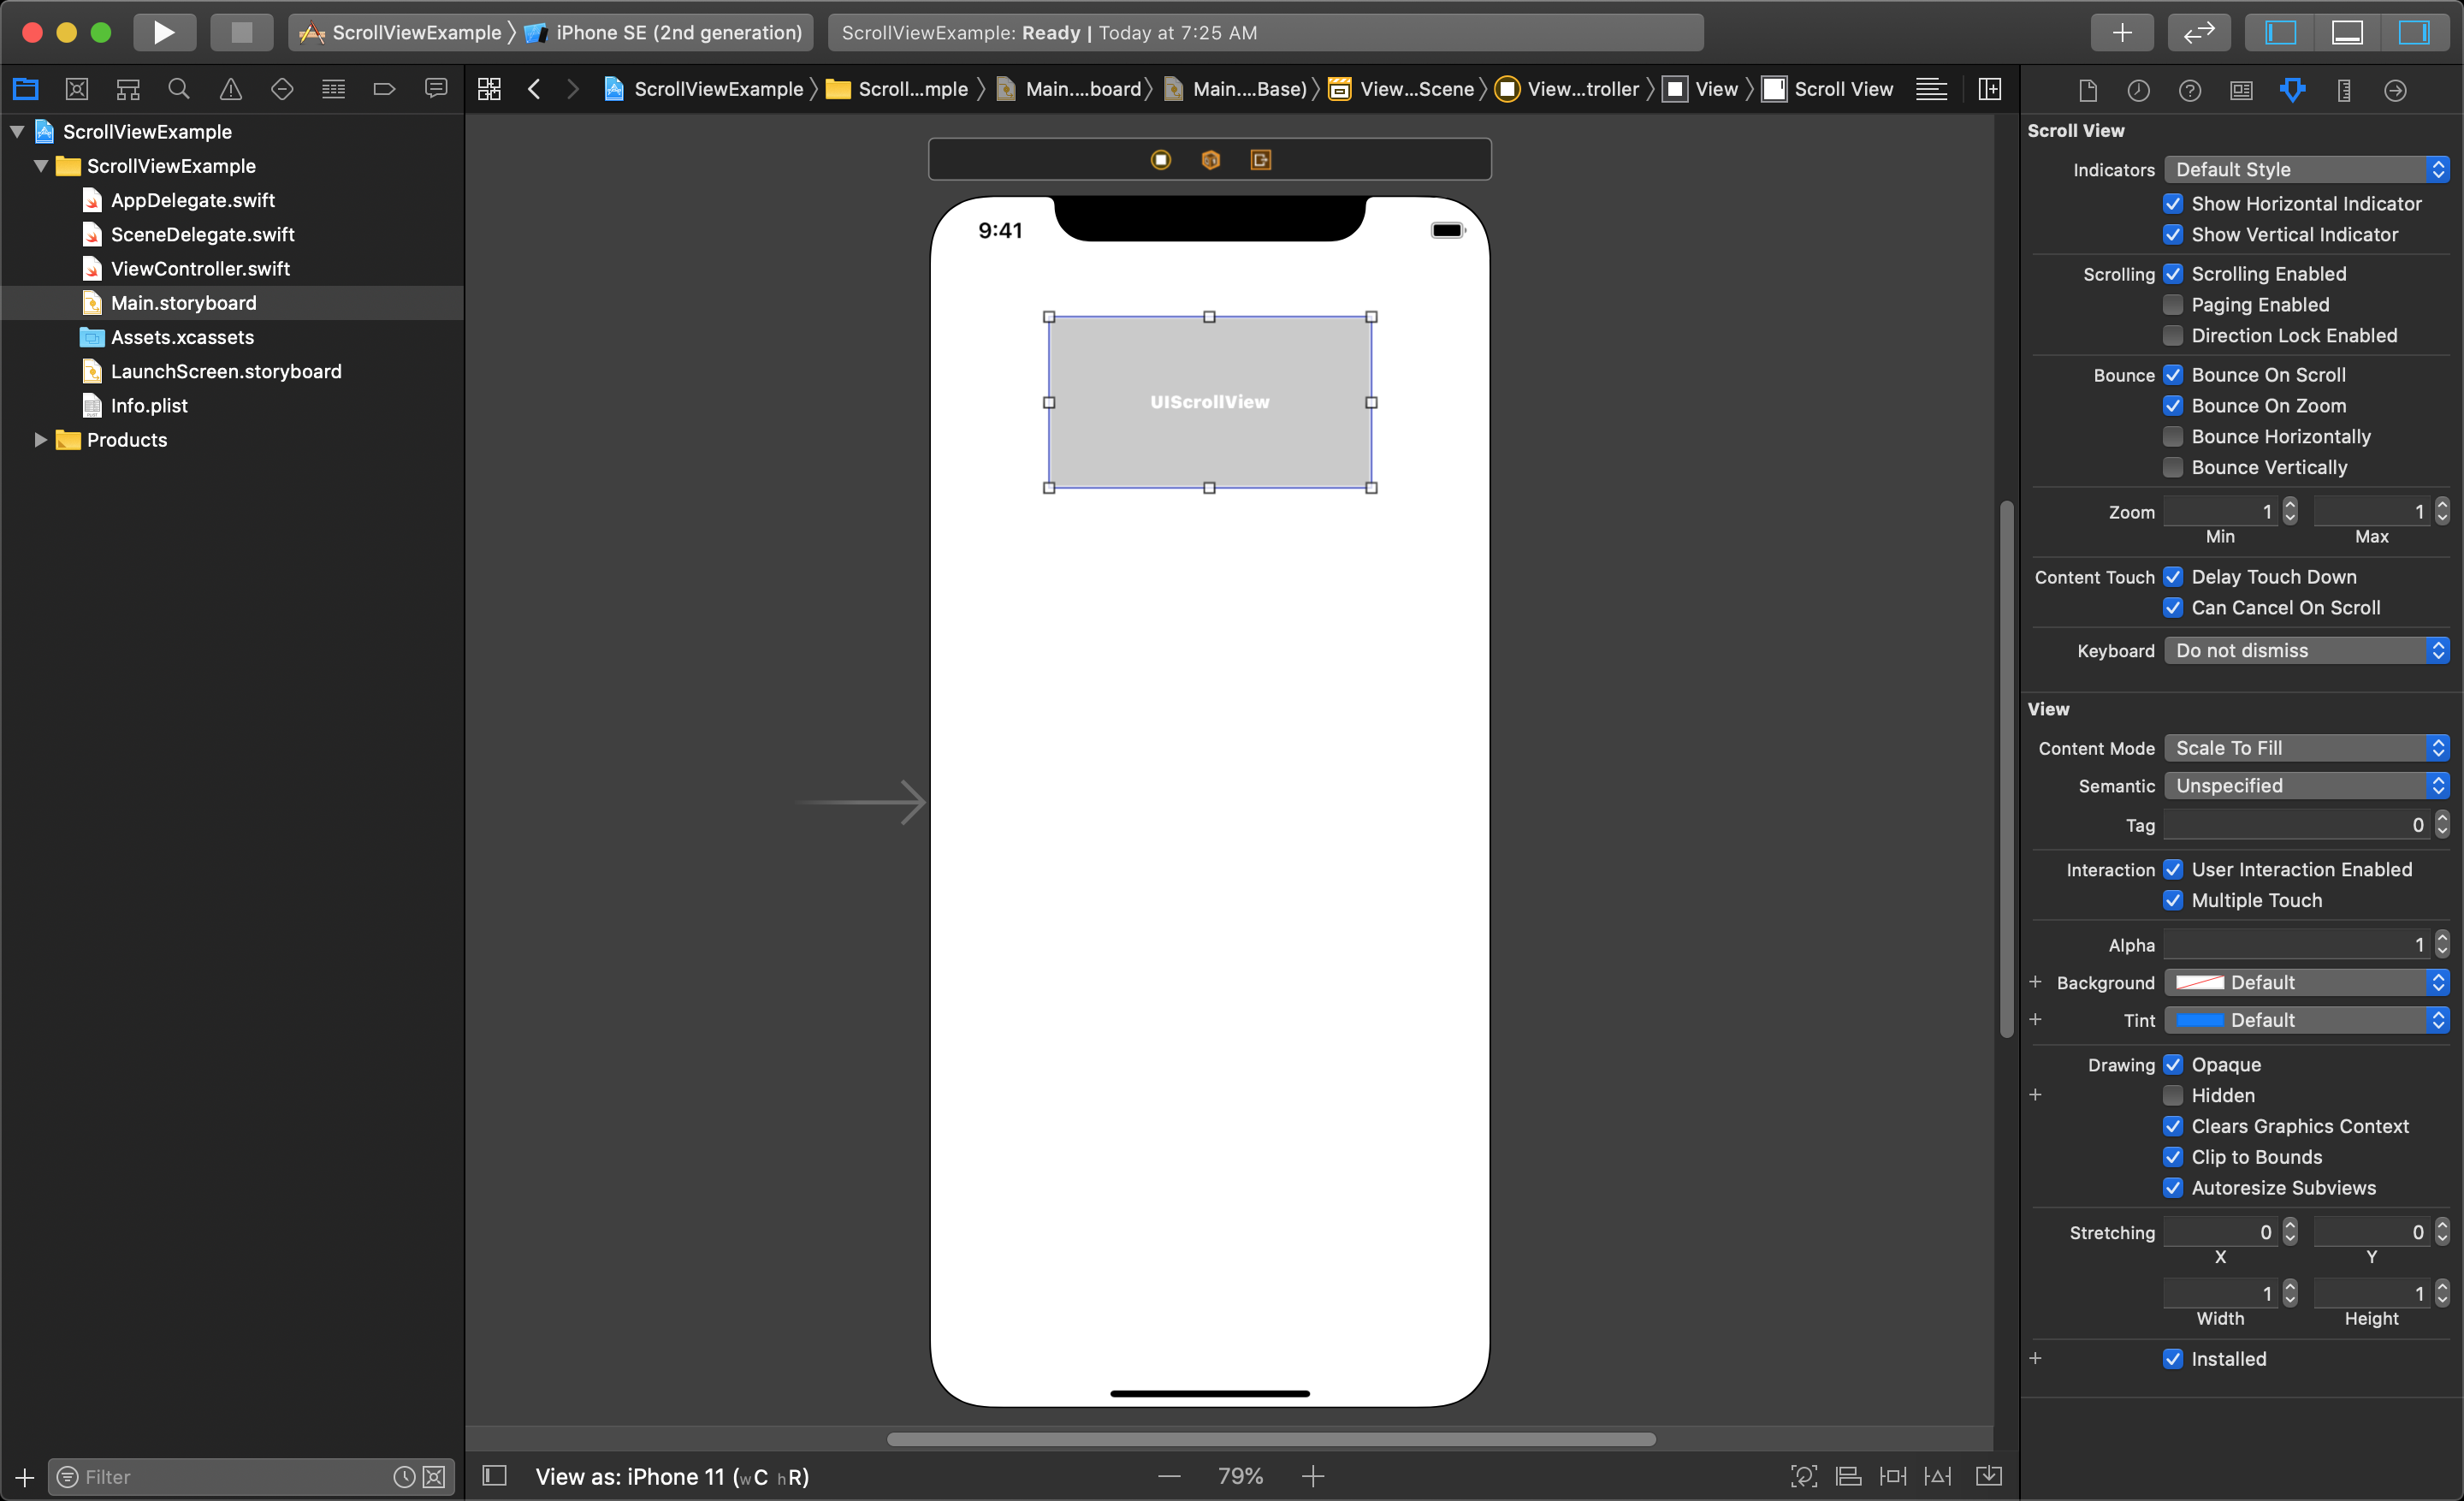 ScrollViewExample iPhone SE (2nd generation) ScrollViewExample: Ready | Today at 7:25 AM
ScrollViewExample Scroll...mple Main....board Main....Base) View...Scene View...troller View Scroll View
ScrollViewExample
ScrollViewExample
AppDelegate.swift
SceneDelegate.swift
ViewController.swift
Main.storyboard
Assets.xcassets
LaunchScreen.storyboard
Info.plist
Products
Filter
9:41
UIScrollView
View as: iPhone 11 (wC hR)
79%
Scroll View
Indicators Default Style
Show Horizontal Indicator
Show Vertical Indicator
Scrolling Scrolling Enabled
Paging Enabled
Direction Lock Enabled
Bounce Bounce On Scroll
Bounce On Zoom
Bounce Horizontally
Bounce Vertically
Zoom 1 1
Min Max
Content Touch Delay Touch Down
Can Cancel On Scroll
Keyboard Do not dismiss
View
Content Mode Scale To Fill
Semantic Unspecified
Tag 0
Interaction User Interaction Enabled
Multiple Touch
Alpha 1
+ Background Default
+ Tint Default
Drawing Opaque
+ Hidden
Clears Graphics Context
Clip to Bounds
Autoresize Subviews
Stretching 0 0
X Y
1 1
Width Height
+ Installed